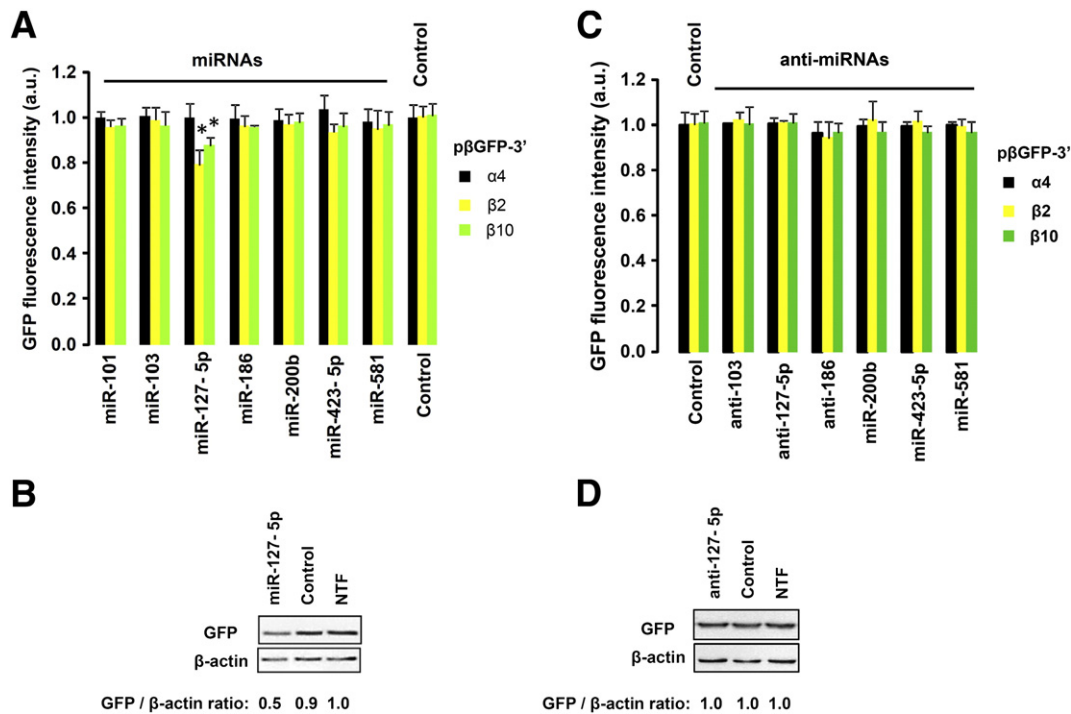 A
miRNAs
Control
GFP fluorescence intensity (a.u.)
1.2
1.0
0.8
0.6
0.4
0.2
0.0
* *
miR-101
miR-103
miR-127- 5p
miR-186
miR-200b
miR-423- 5p
miR-581
Control
pβGFP-3'
α4
β2
β10
C
Control
anti-miRNAs
GFP fluorescence intensity (a.u.)
1.2
1.0
0.8
0.6
0.4
0.2
0.0
Control
anti-103
anti-127-5p
anti-186
miR-200b
miR-423-5p
miR-581
pβGFP-3'
α4
β2
β10
B
miR-127- 5p
Control
NTF
GFP
β-actin
GFP / β-actin ratio: 0.5 0.9 1.0
D
anti-127- 5p
Control
NTF
GFP
β-actin
GFP / β-actin ratio: 1.0 1.0 1.0